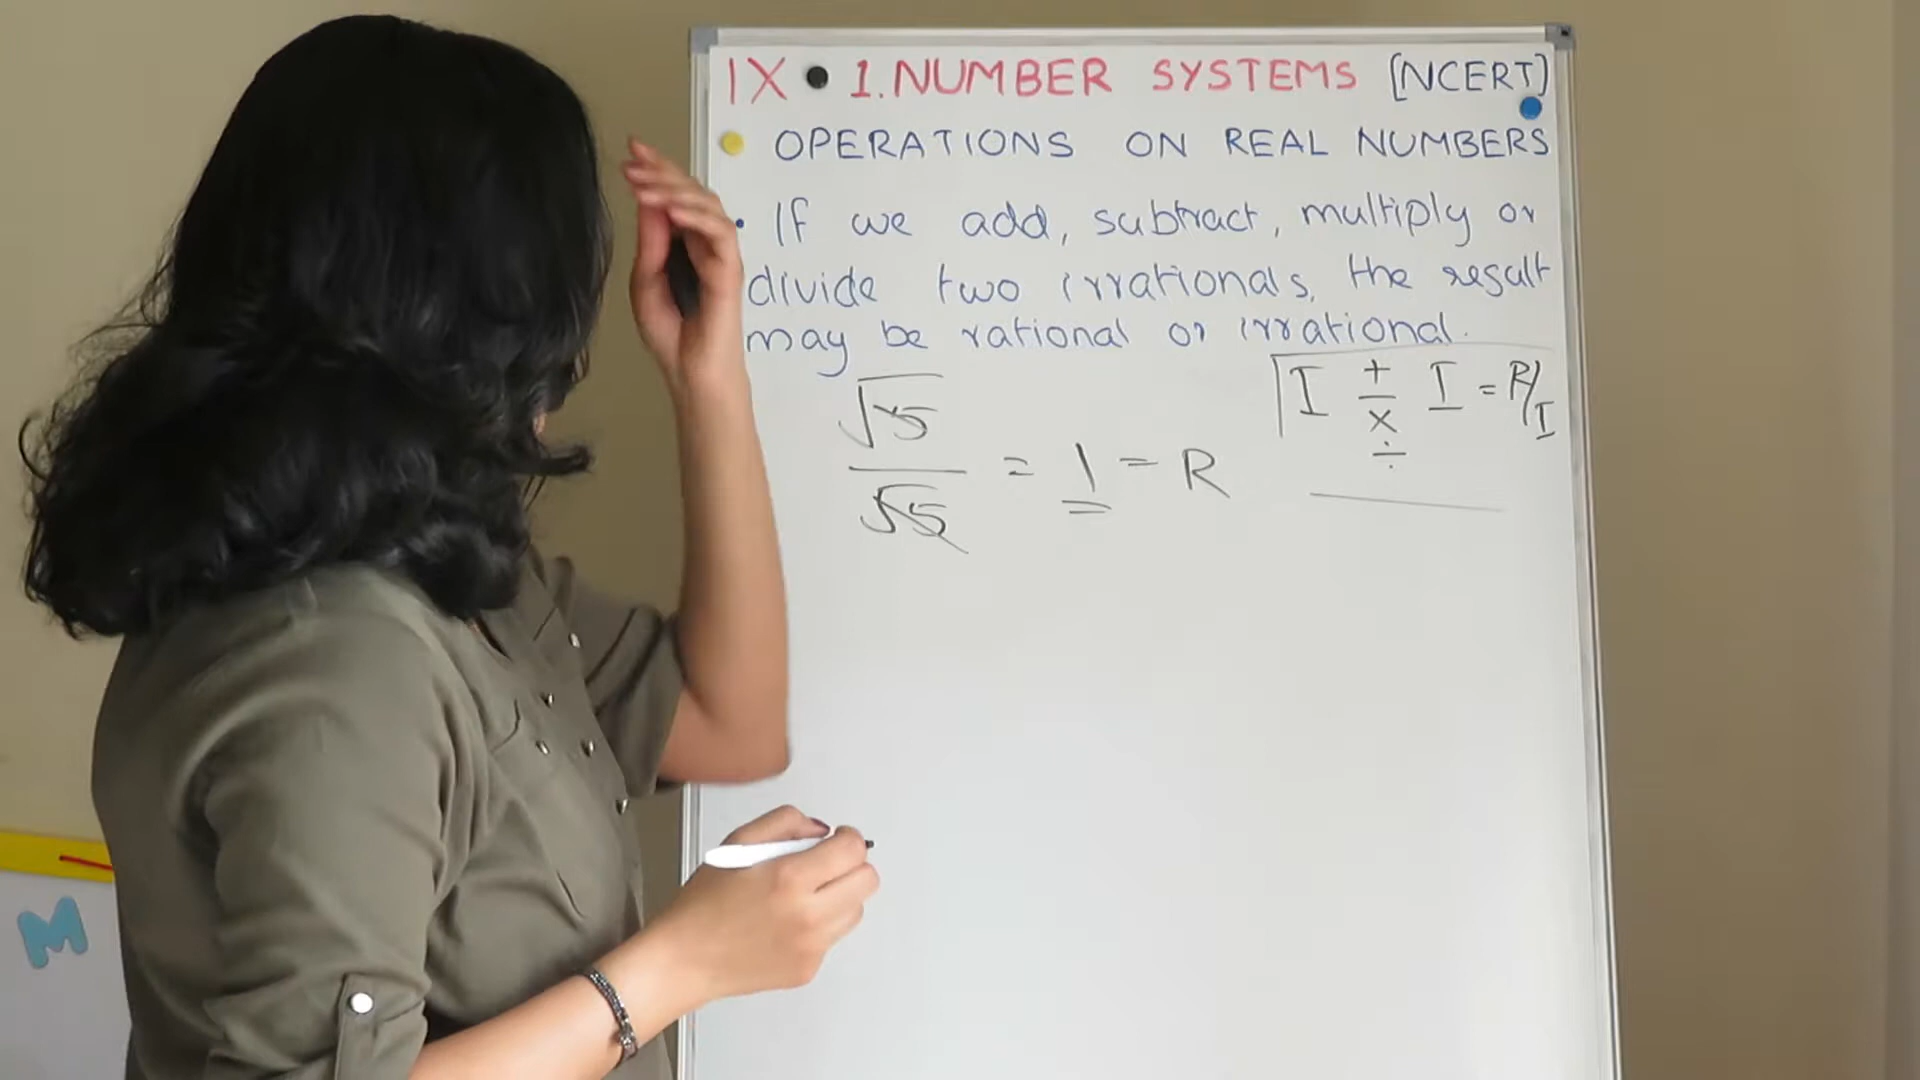 IX • 1. NUMBER SYSTEMS [NCERT]
OPERATIONS ON REAL NUMBERS
• If we add, subtract, multiply or
divide two irrationals, the result
may be rational or irrational.
I + - × ÷ I = R/I
√5 / √5 = 1 - R
M